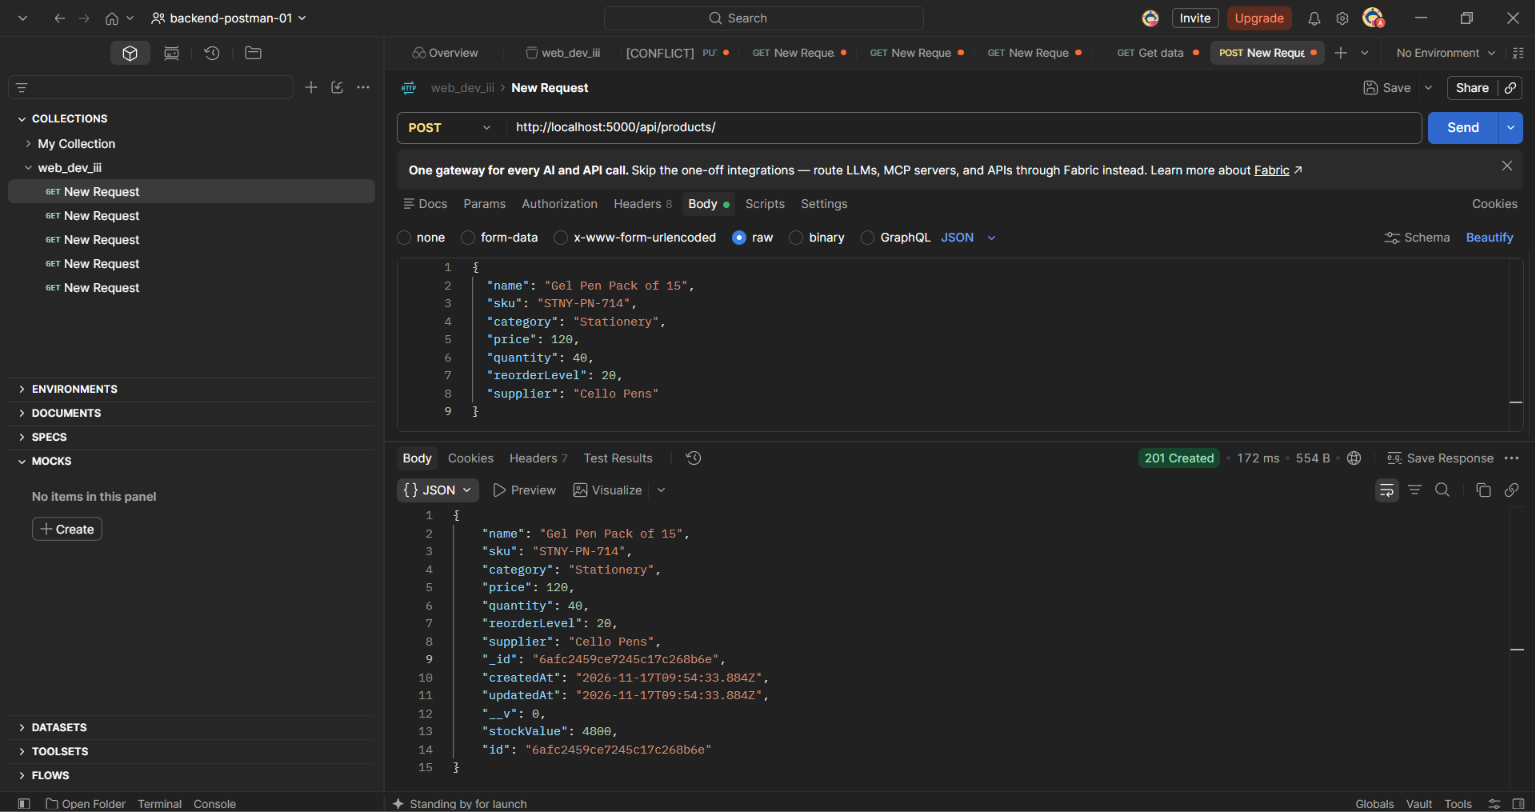 backend-postman-01
Search
Invite
Upgrade
Overview
web_dev_iii
[CONFLICT] PU
GET New Reque
GET New Reque
GET New Reque
GET Get data
POST New Reque
No Environment
web_dev_iii > New Request
Save
Share
COLLECTIONS
My Collection
web_dev_iii
GET New Request
GET New Request
GET New Request
GET New Request
GET New Request
ENVIRONMENTS
DOCUMENTS
SPECS
MOCKS
No items in this panel
+ Create
DATASETS
TOOLSETS
FLOWS
HTTP
POST
http://localhost:5000/api/products/
Send
One gateway for every AI and API call. Skip the one-off integrations — route LLMs, MCP servers, and APIs through Fabric instead. Learn more about Fabric ↗
Docs Params Authorization Headers 8 Body Scripts Settings Cookies
none form-data x-www-form-urlencoded raw binary GraphQL JSON Schema Beautify
1 {
2 "name": "Gel Pen Pack of 15",
3 "sku": "STNY-PN-714",
4 "category": "Stationery",
5 "price": 120,
6 "quantity": 40,
7 "reorderLevel": 20,
8 "supplier": "Cello Pens"
9 }
Body Cookies Headers 7 Test Results 201 Created • 172 ms • 554 B e.g. Save Response
{} JSON Preview Visualize
1 {
2 "name": "Gel Pen Pack of 15",
3 "sku": "STNY-PN-714",
4 "category": "Stationery",
5 "price": 120,
6 "quantity": 40,
7 "reorderLevel": 20,
8 "supplier": "Cello Pens",
9 "_id": "6afc2459ce7245c17c268b6e",
10 "createdAt": "2026-11-17T09:54:33.884Z",
11 "updatedAt": "2026-11-17T09:54:33.884Z",
12 "__v": 0,
13 "stockValue": 4800,
14 "id": "6afc2459ce7245c17c268b6e"
15 }
Open Folder Terminal Console Standing by for launch Globals Vault Tools